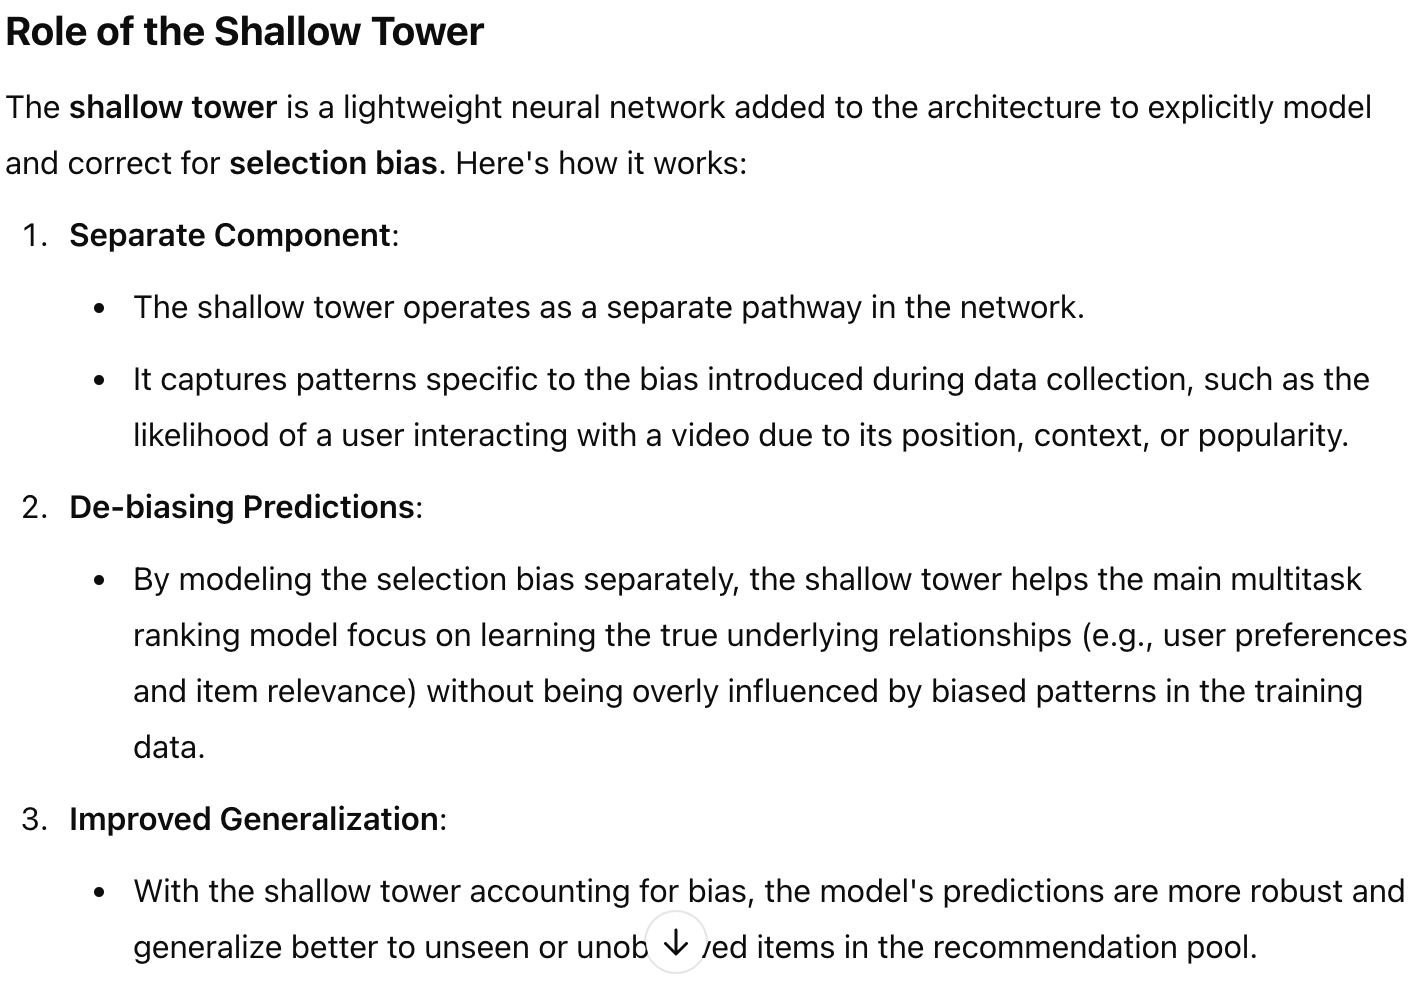 Role of the Shallow Tower
The shallow tower is a lightweight neural network added to the architecture to explicitly model
and correct for selection bias. Here's how it works:
1. Separate Component:
• The shallow tower operates as a separate pathway in the network.
• It captures patterns specific to the bias introduced during data collection, such as the
likelihood of a user interacting with a video due to its position, context, or popularity.
2. De-biasing Predictions:
• By modeling the selection bias separately, the shallow tower helps the main multitask
ranking model focus on learning the true underlying relationships (e.g., user preferences
and item relevance) without being overly influenced by biased patterns in the training
data.
3. Improved Generalization:
• With the shallow tower accounting for bias, the model's predictions are more robust and
generalize better to unseen or items in the recommendation pool.